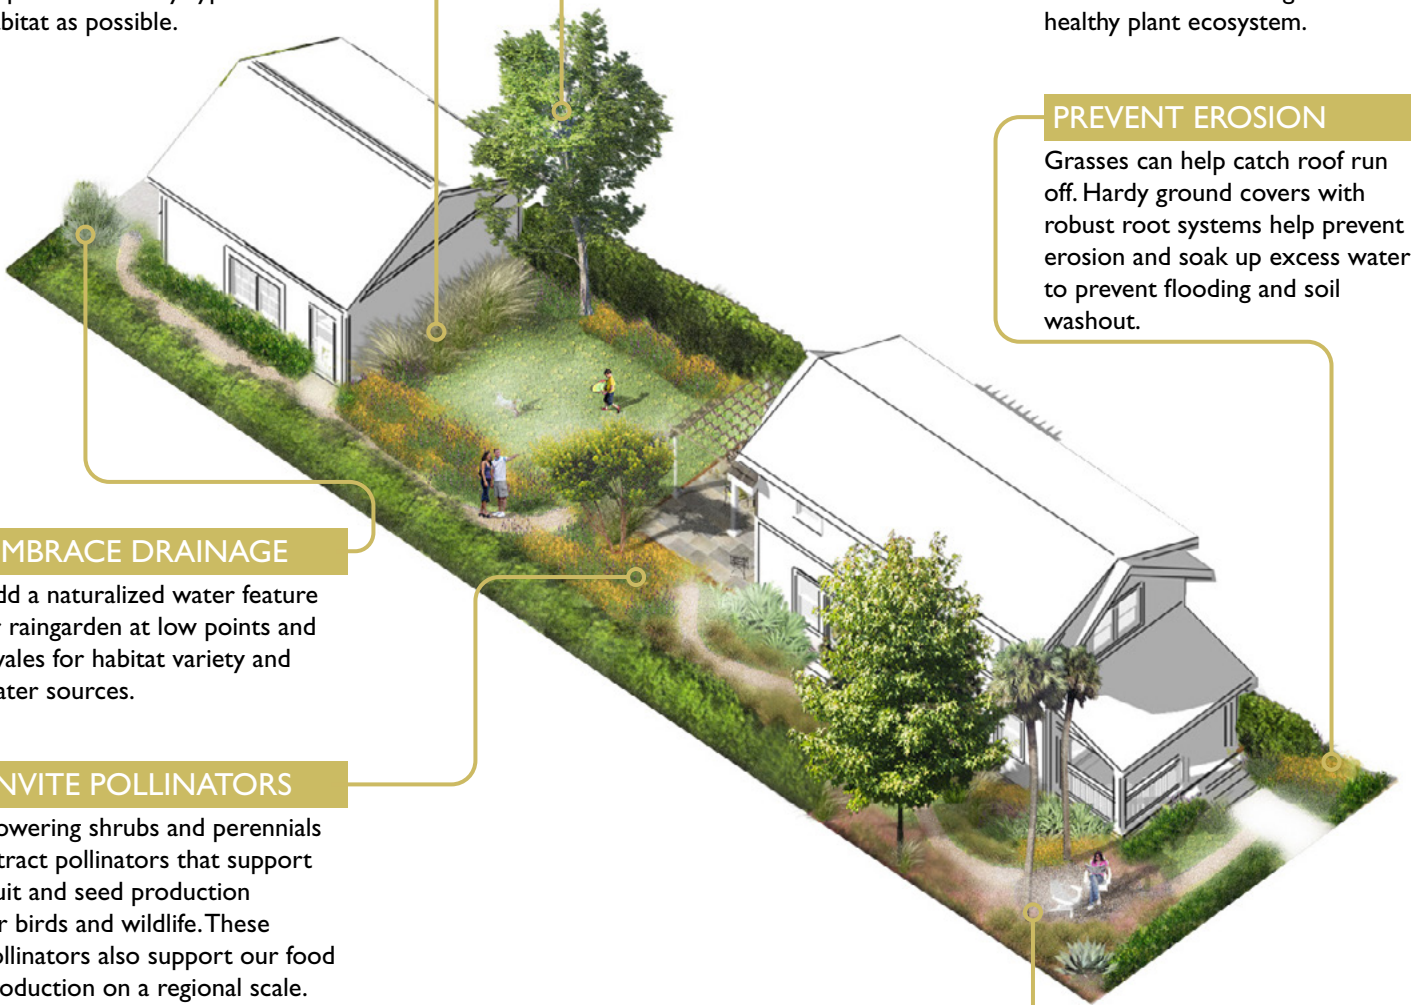 abitat as possible.
healthy plant ecosystem.
PREVENT EROSION
Grasses can help catch roof run
off. Hardy ground covers with
robust root systems help prevent
erosion and soak up excess water
to prevent flooding and soil
washout.
MBRACE DRAINAGE
dd a naturalized water feature
r raingarden at low points and
vales for habitat variety and
ater sources.
NVITE POLLINATORS
owering shrubs and perennials
tract pollinators that support
uit and seed production
r birds and wildlife. These
ollinators also support our food
oduction on a regional scale.